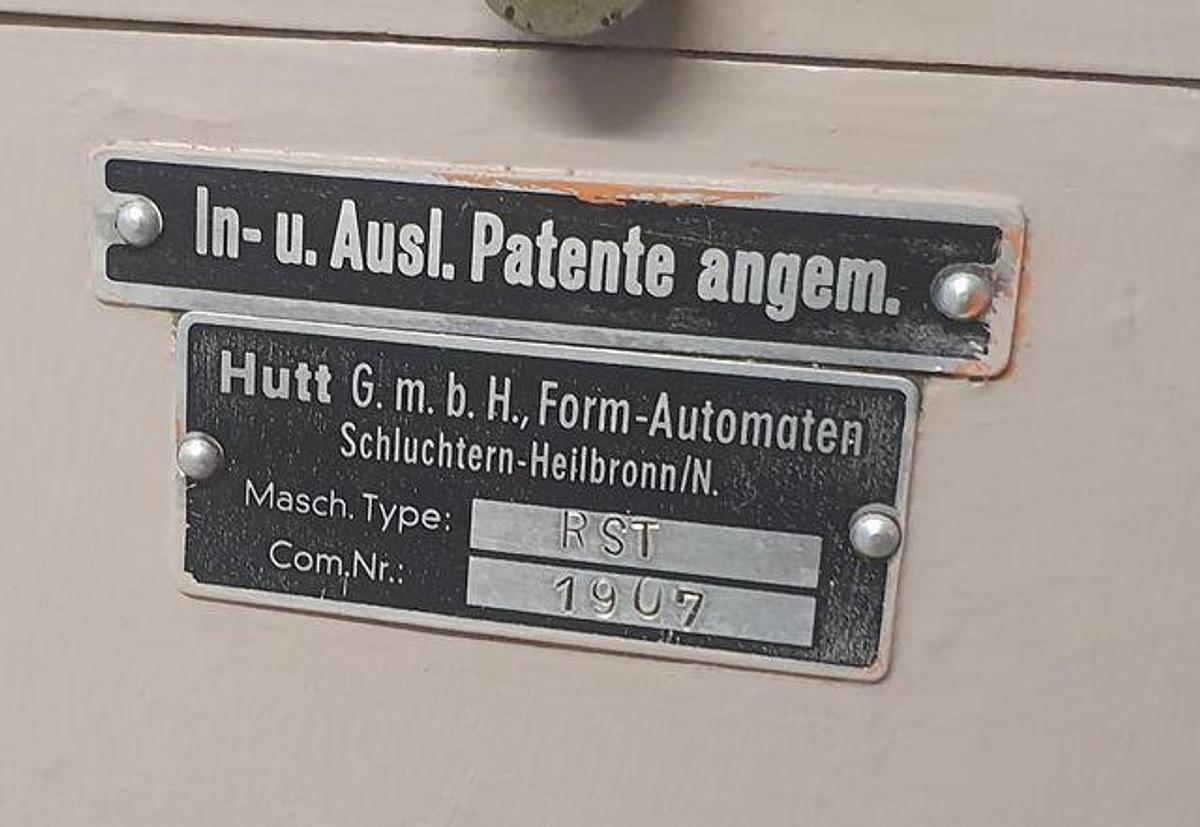 In- u. Ausl. Patente angem.
Hutt G. m. b. H., Form-Automaten
Schluchtern-Heilbronn/N.
Masch. Type: RST
Com.Nr.: 1907